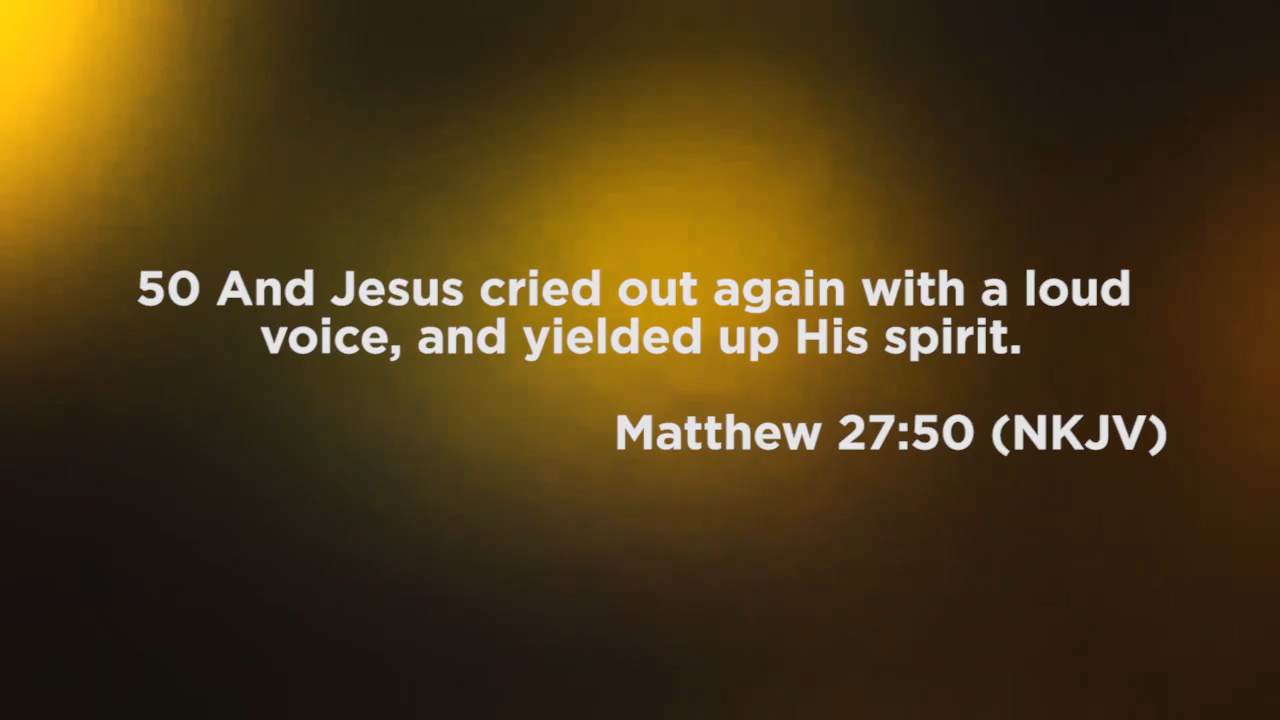 50 And Jesus cried out again with a loud
voice, and yielded up His spirit.
Matthew 27:50 (NKJV)